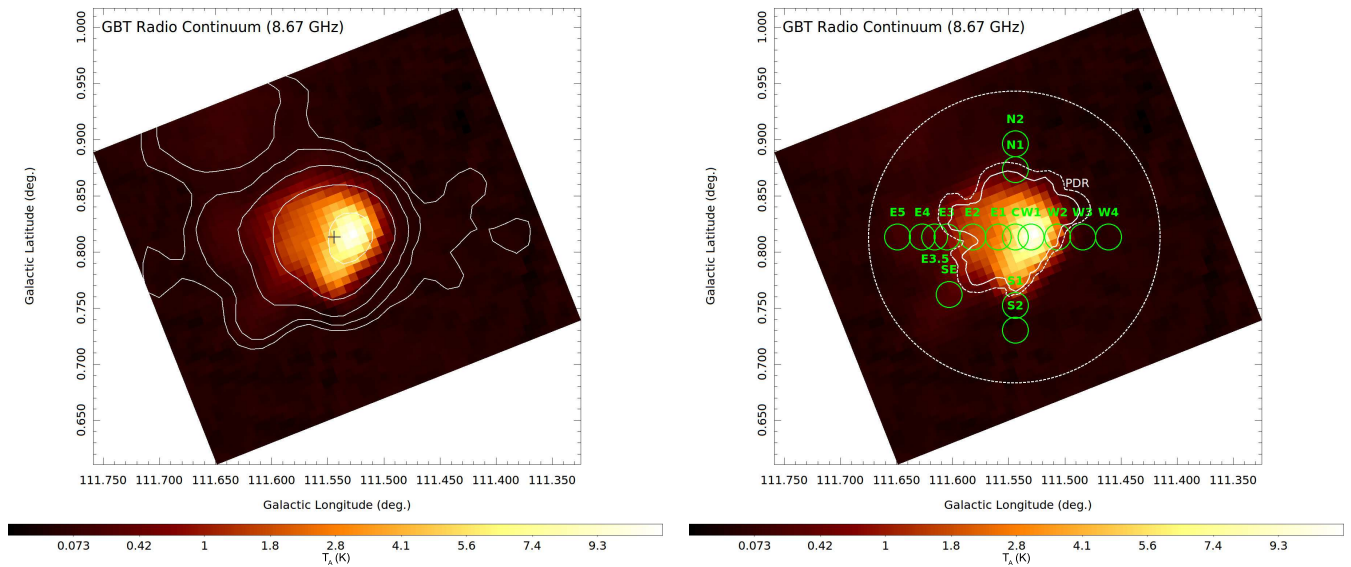 GBT Radio Continuum (8.67 GHz)
1.000
0.950
0.900
0.850
0.800
0.750
0.700
0.650
Galactic Latitude (deg.)
111.750 111.700 111.650 111.600 111.550 111.500 111.450 111.400 111.350
Galactic Longitude (deg.)
0.073 0.42 1 1.8 2.8 4.1 5.6 7.4 9.3
TA (K)
GBT Radio Continuum (8.67 GHz)
1.000
0.950
0.900
0.850
0.800
0.750
0.700
0.650
Galactic Latitude (deg.)
N2
N1
PDR
E5 E4 E3 E2 E1 C W1 W2 W3 W4
E3.5
SE
S1
S2
111.750 111.700 111.650 111.600 111.550 111.500 111.450 111.400 111.350
Galactic Longitude (deg.)
0.073 0.42 1 1.8 2.8 4.1 5.6 7.4 9.3
TA (K)